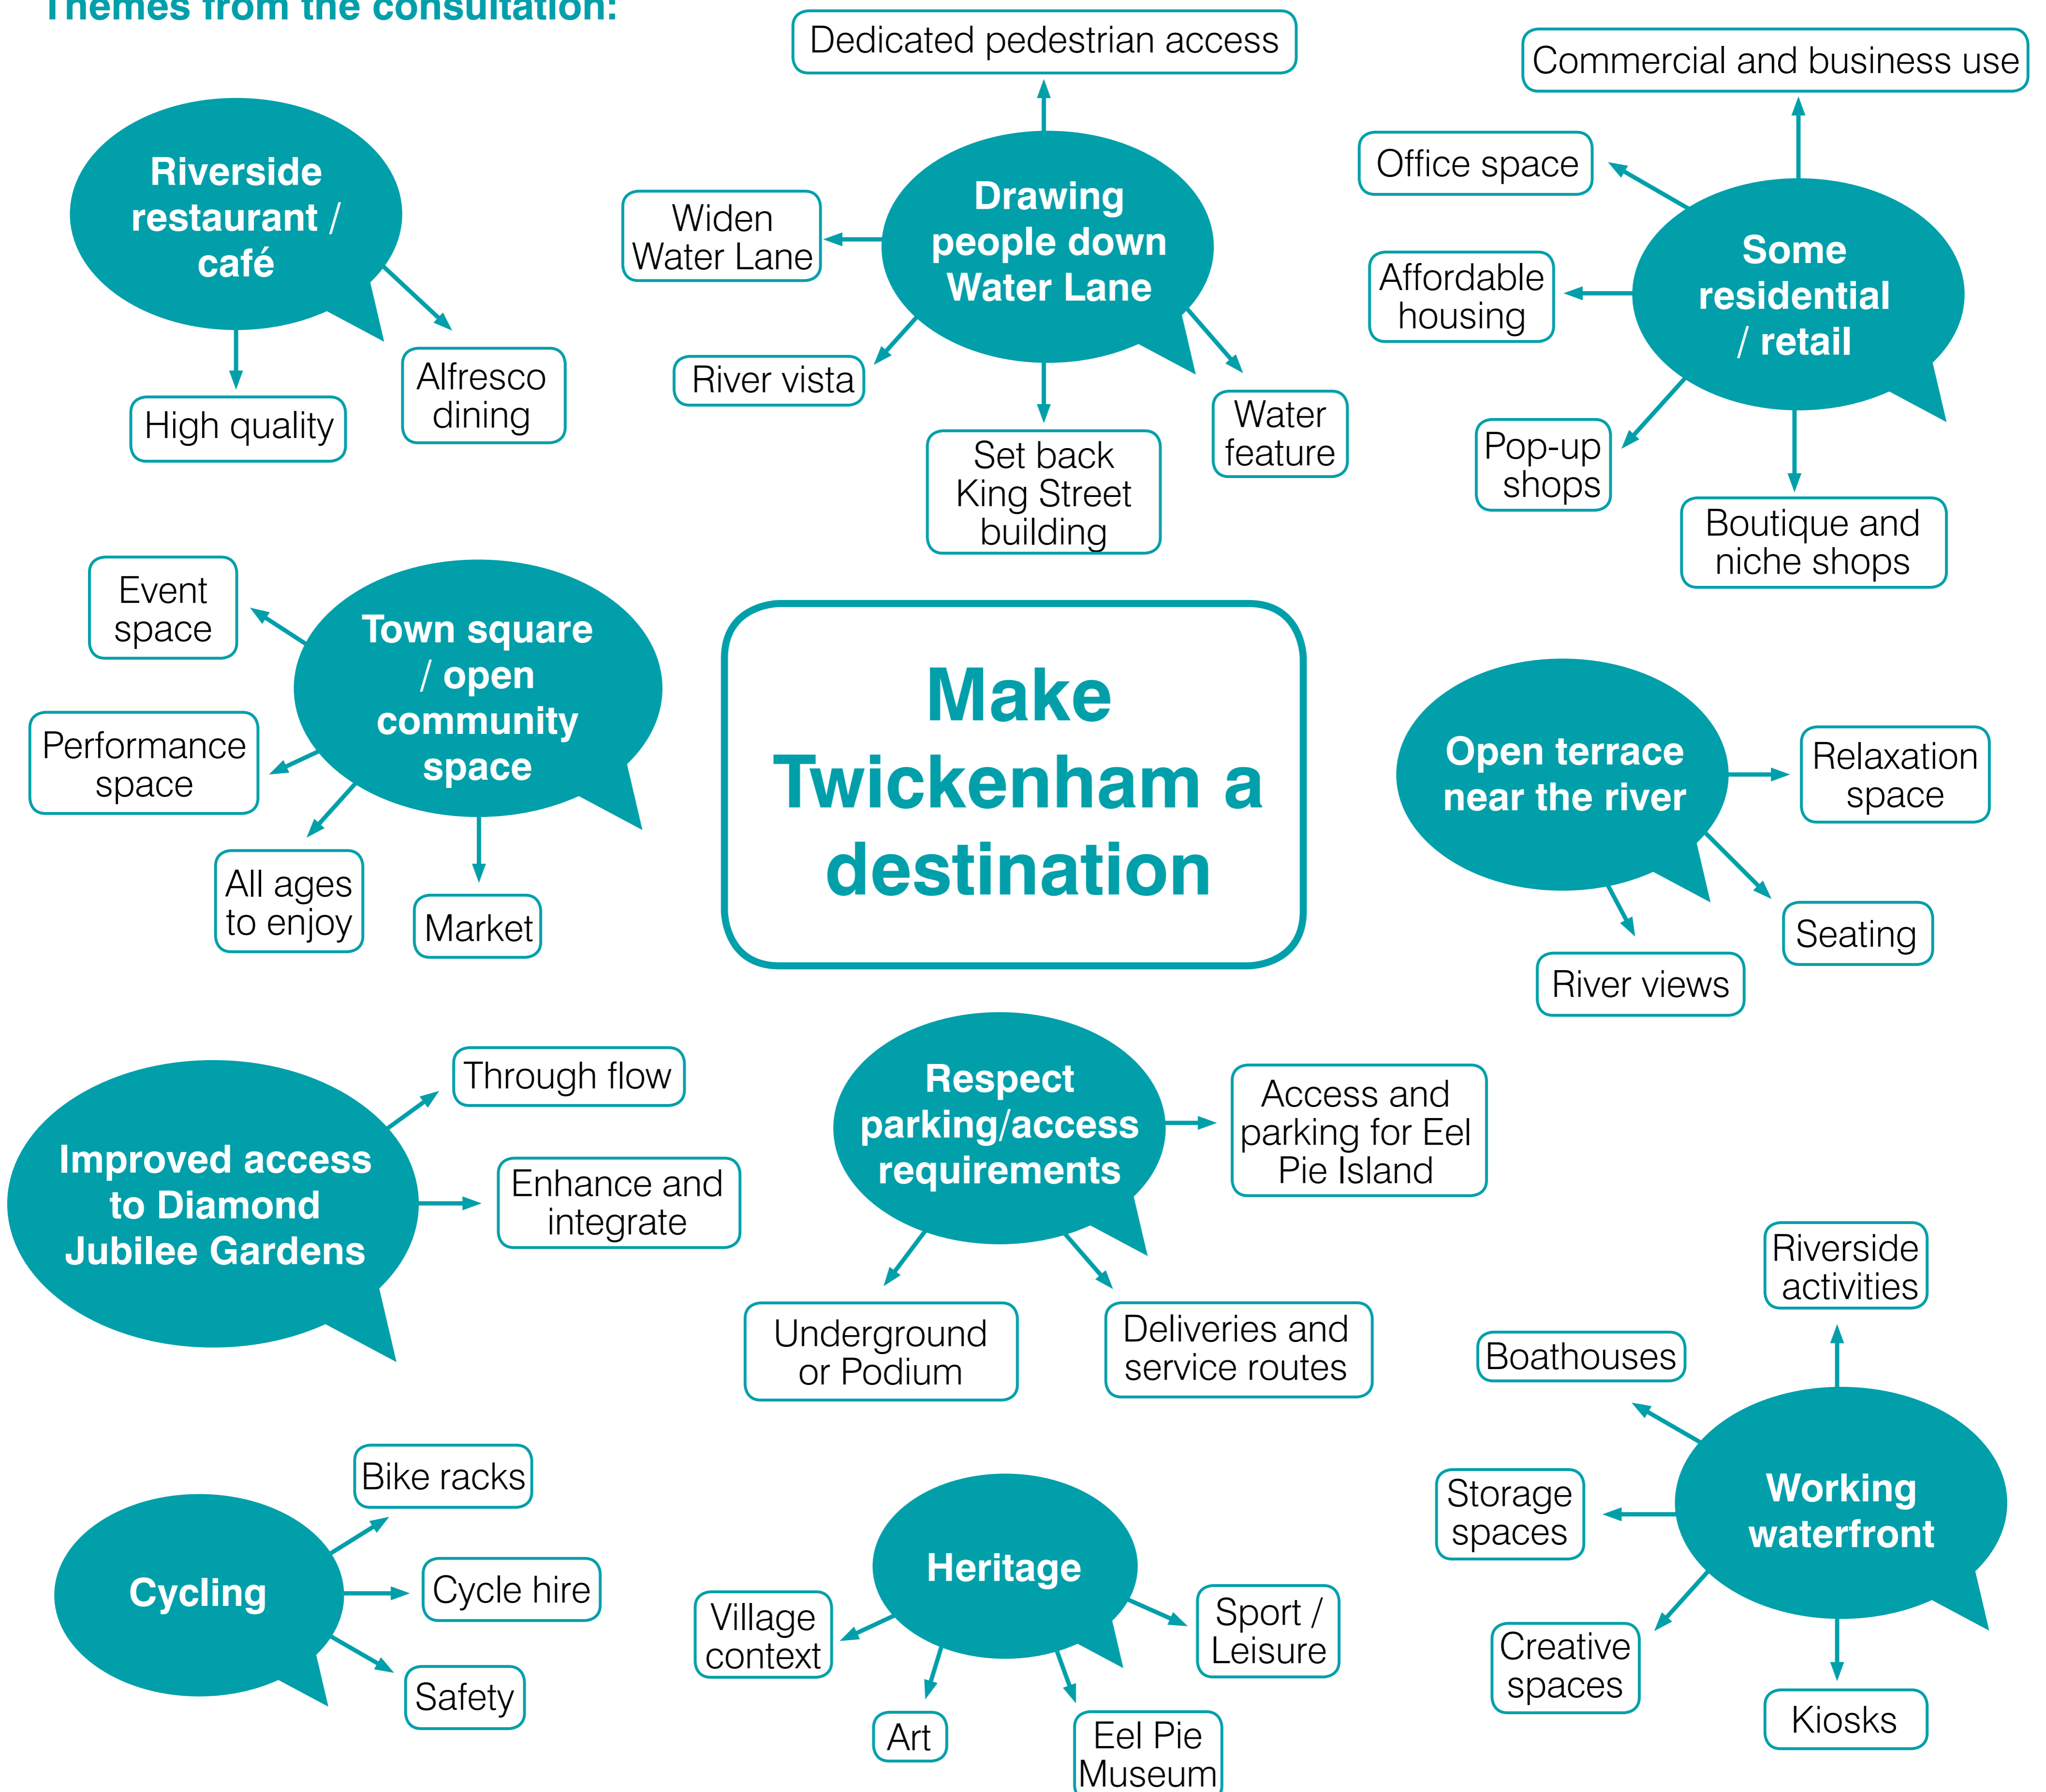 Themes from the consultation:
Riverside
restaurant /
café
High quality
Alfresco
dining
Dedicated pedestrian access
Drawing
people down
Water Lane
Widen
Water Lane
River vista
Set back
King Street
building
Water
feature
Commercial and business use
Office space
Some
residential
/ retail
Affordable
housing
Pop-up
shops
Boutique and
niche shops
Event
space
Town square
/ open
community
space
Performance
space
All ages
to enjoy
Market
Make
Twickenham a
destination
Open terrace
near the river
Relaxation
space
Seating
River views
Through flow
Improved access
to Diamond
Jubilee Gardens
Enhance and
integrate
Respect
parking/access
requirements
Access and
parking for Eel
Pie Island
Underground
or Podium
Deliveries and
service routes
Riverside
activities
Boathouses
Working
waterfront
Storage
spaces
Creative
spaces
Kiosks
Bike racks
Cycling
Cycle hire
Safety
Heritage
Village
context
Art
Eel Pie
Museum
Sport /
Leisure